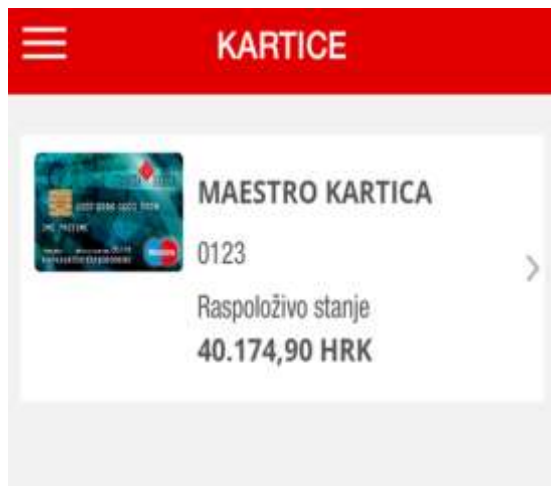 KARTICE
MAESTRO KARTICA
0123
Raspoloživo stanje
40.174,90 HRK